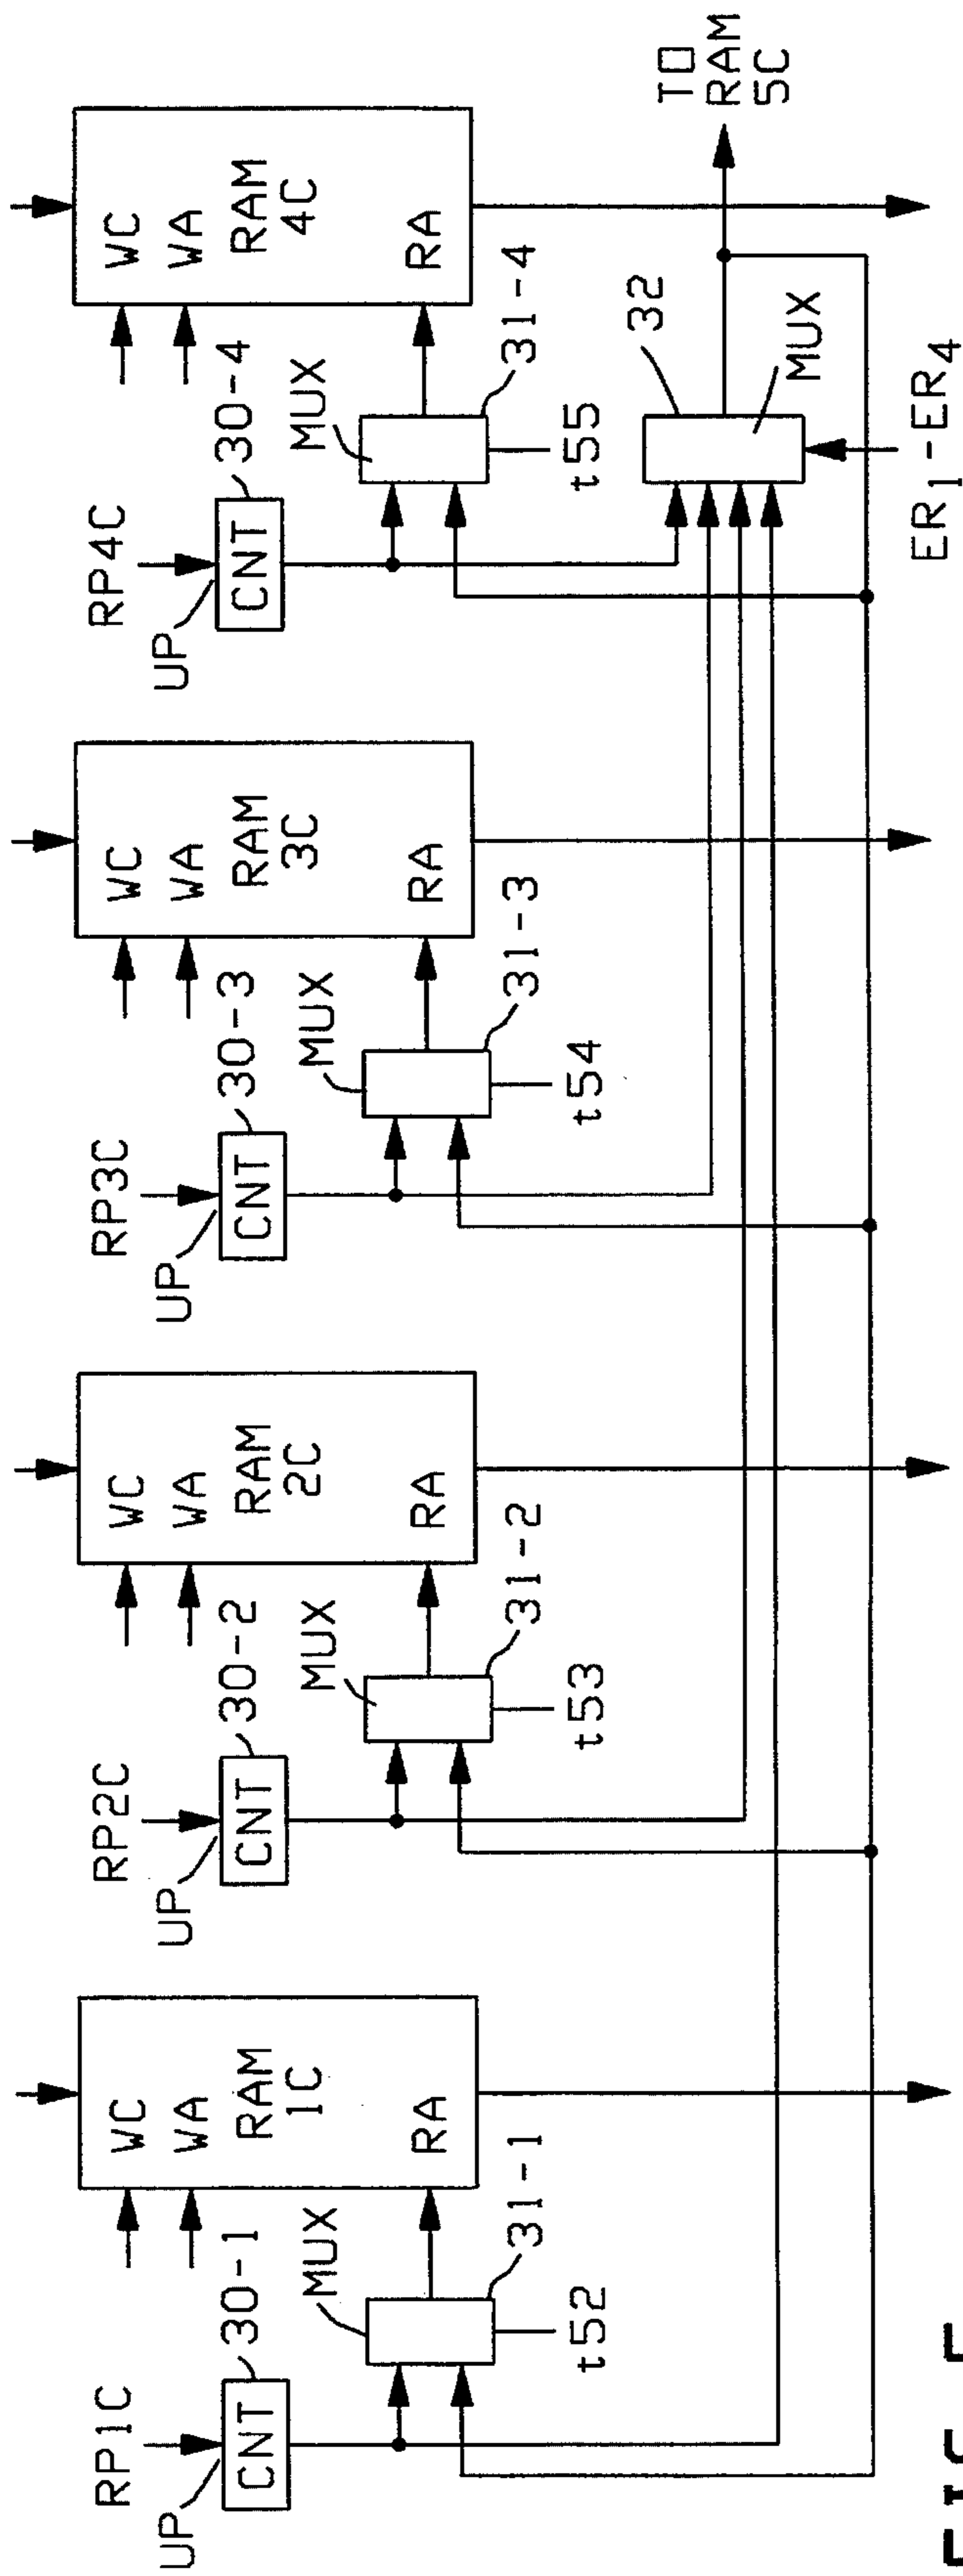 RP1C
UP
CNT
30-1
MUX
31-1
t52
WC
WA
RAM
1C
RA
RP2C
UP
CNT
30-2
MUX
31-2
t53
WC
WA
RAM
2C
RA
RP3C
UP
CNT
30-3
MUX
31-3
t54
WC
WA
RAM
3C
RA
RP4C
UP
CNT
30-4
MUX
31-4
t55
WC
WA
RAM
4C
RA
32
MUX
ER1-ER4
TO
RAM
5C